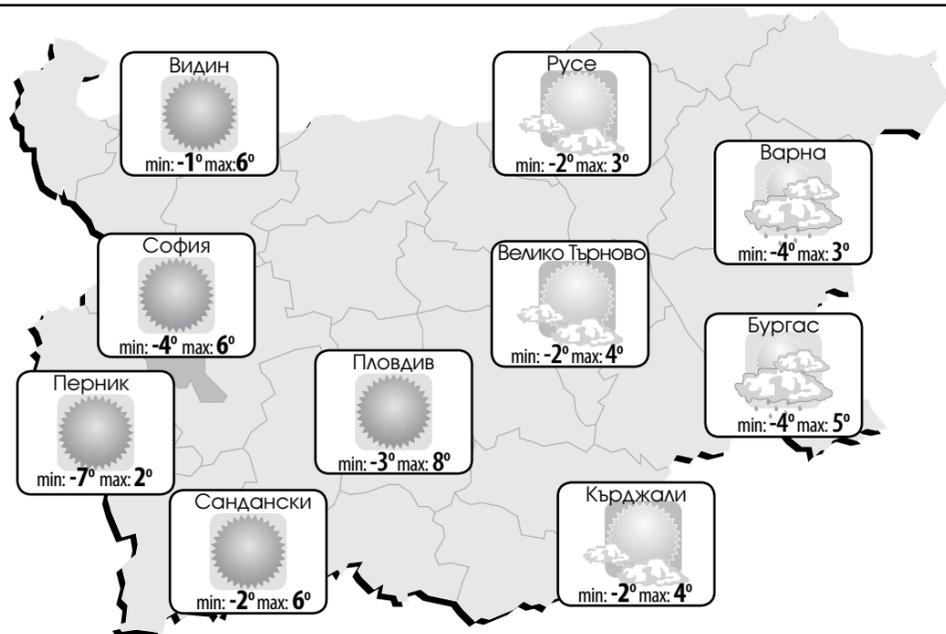 Видин
min: -1° max:6°
Русе
min: -2° max: 3°
Варна
min: -4° max: 3°
София
min: -4° max: 6°
Велико Търново
min: -2° max: 4°
Бургас
min: -4° max: 5°
Пловдив
min: -3° max: 8°
Перник
min: -7° max: 2°
Сандански
min: -2° max: 6°
Кърджали
min: -2° max: 4°